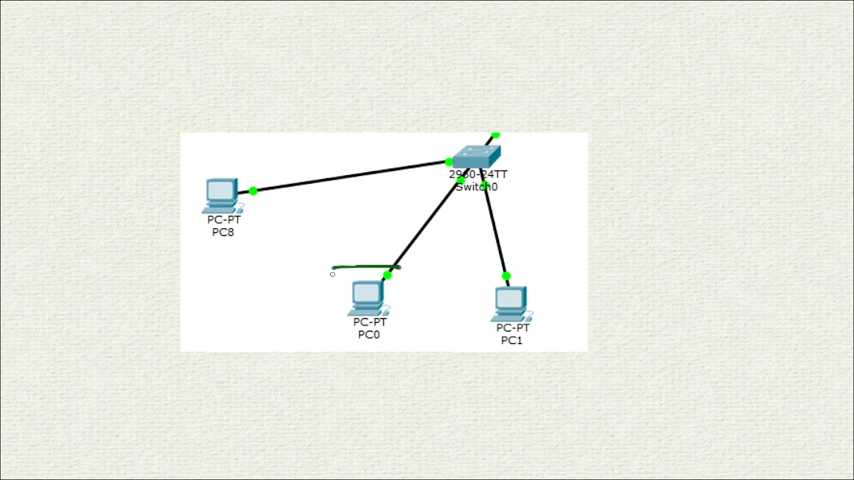 2960-24TT
Switch0
PC-PT
PC8
PC-PT
PC0
PC-PT
PC1